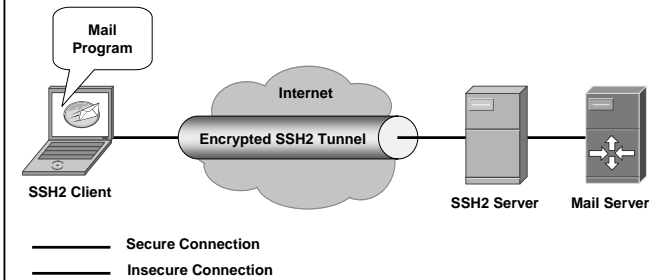 Mail
Program
Internet
Encrypted SSH2 Tunnel
SSH2 Client
SSH2 Server
Mail Server
Secure Connection
Insecure Connection